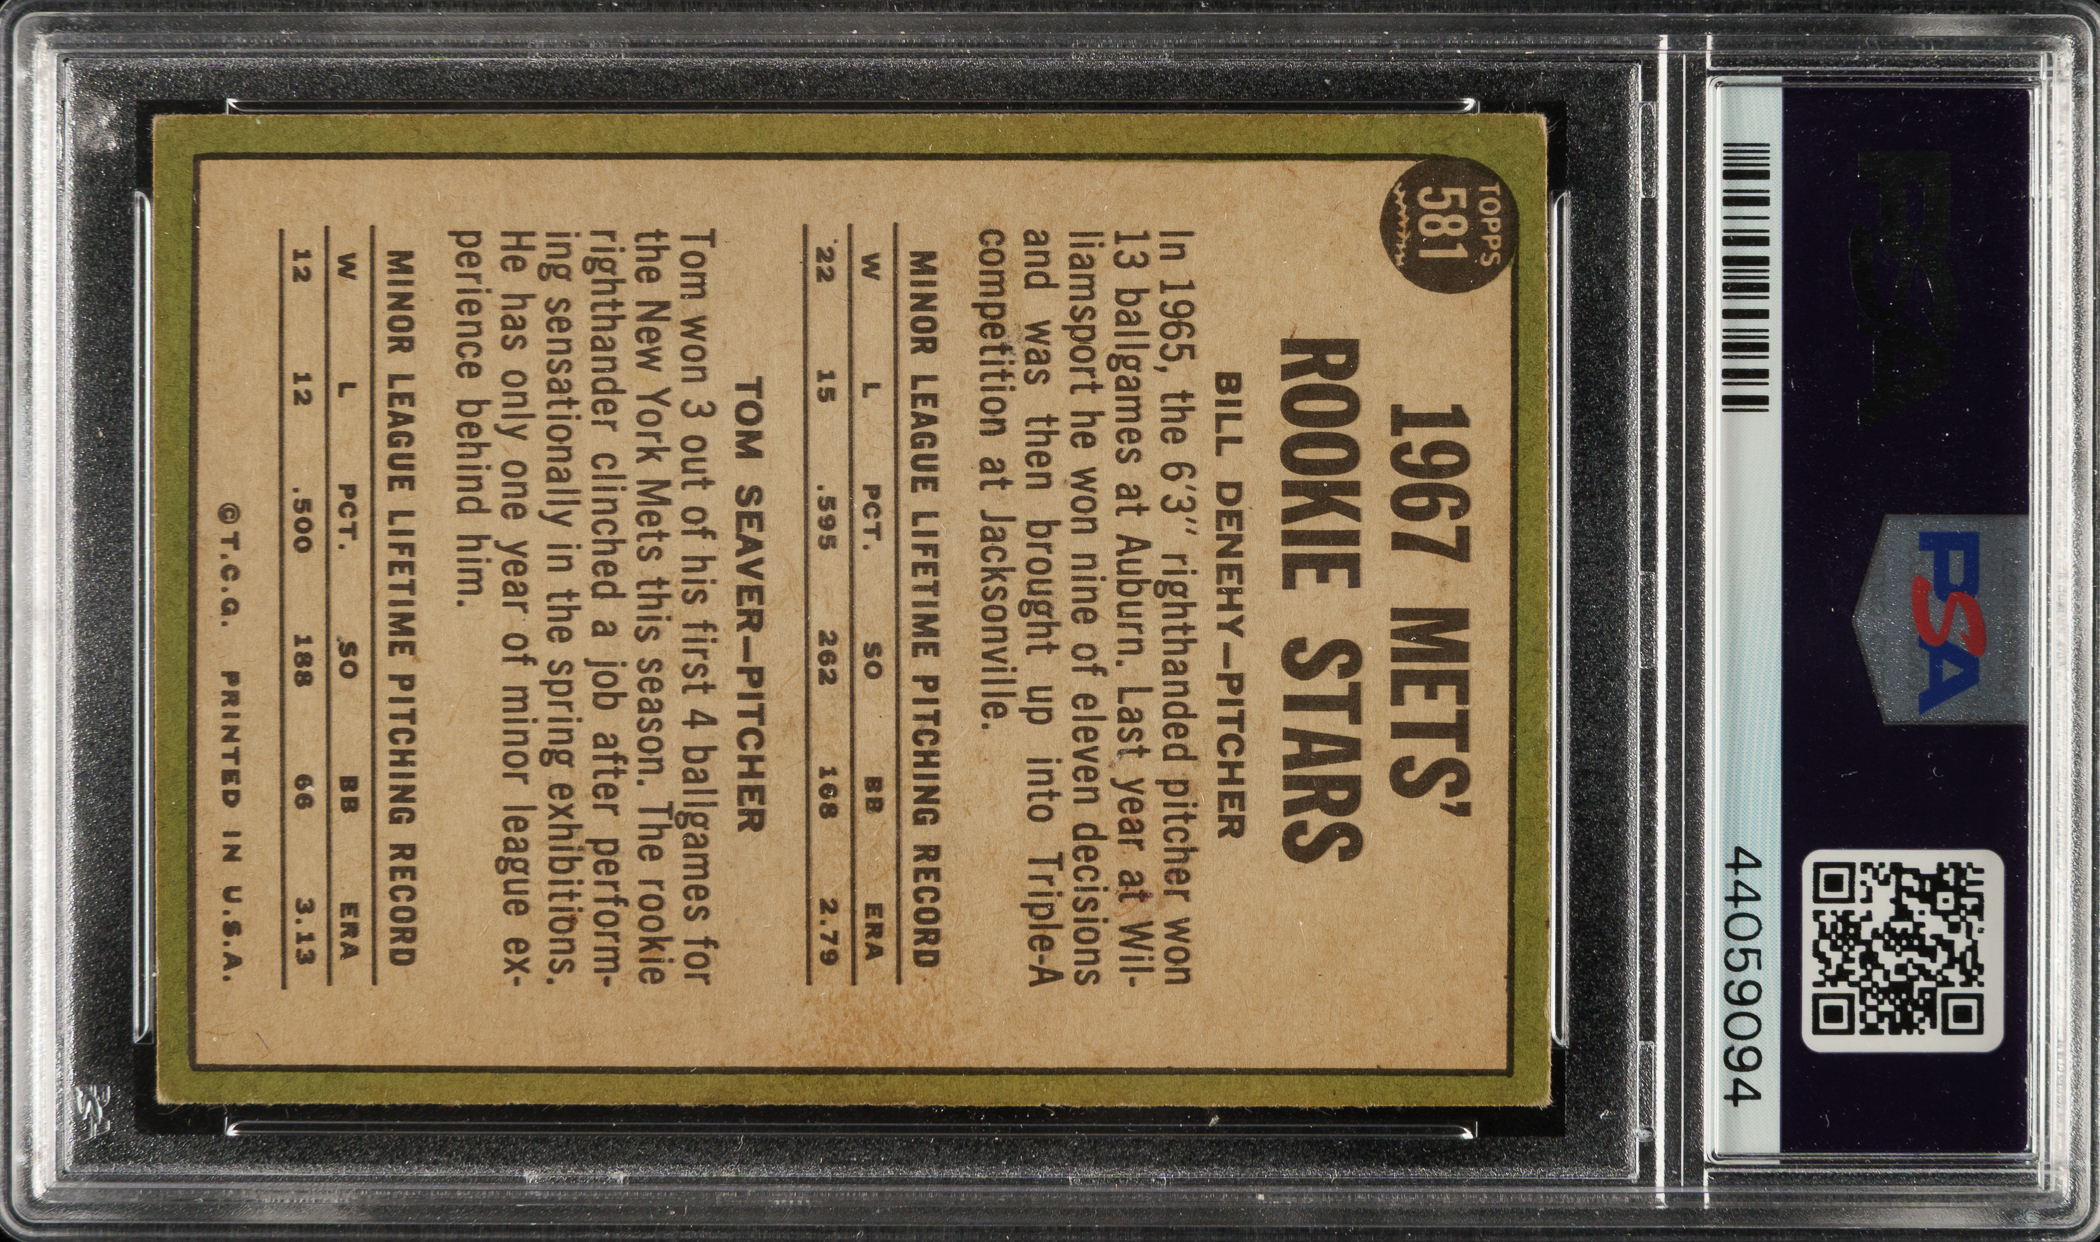 PSA
PSA
44059094
TOPPS
581
1967 METS'
ROOKIE STARS
BILL DENEHY—PITCHER
In 1965, the 6'3" righthanded pitcher won
13 ballgames at Auburn. Last year at Wil-
liamsport he won nine of eleven decisions
and was then brought up into Triple-A
competition at Jacksonville.
MINOR LEAGUE LIFETIME PITCHING RECORD
W L PCT. SO BB ERA
22 15 .595 262 168 2.79
TOM SEAVER—PITCHER
Tom won 3 out of his first 4 ballgames for
the New York Mets this season. The rookie
righthander clinched a job after perform-
ing sensationally in the spring exhibitions.
He has only one year of minor league ex-
perience behind him.
MINOR LEAGUE LIFETIME PITCHING RECORD
W L PCT. SO BB ERA
12 12 .500 188 66 3.13
©T.C.G. PRINTED IN U.S.A.